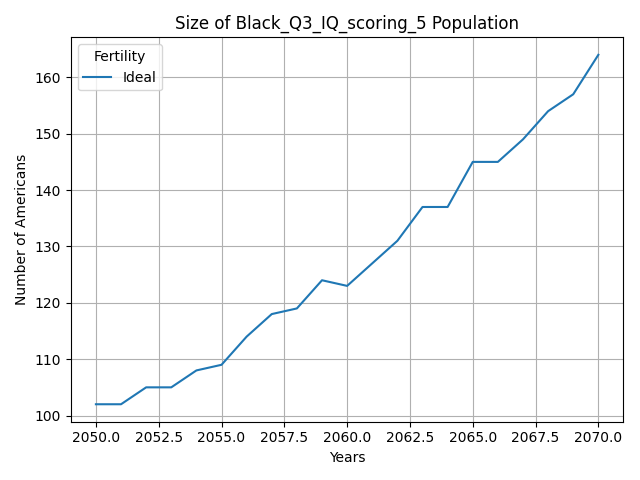 Size of Black_Q3_IQ_scoring_5 Population
Fertility
Ideal
Number of Americans
160
150
140
130
120
110
100
2050.0 2052.5 2055.0 2057.5 2060.0 2062.5 2065.0 2067.5 2070.0
Years